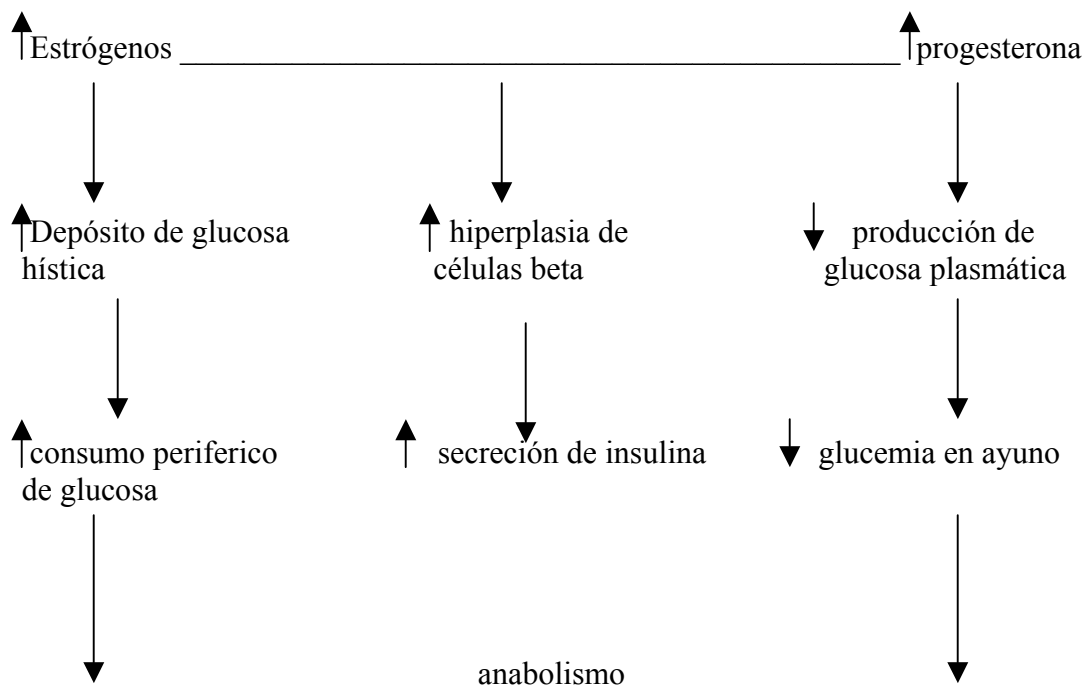 Estrógenos progesterona
Depósito de glucosa
hística
hiperplasia de
células beta
producción de
glucosa plasmática
consumo periferico
de glucosa
secreción de insulina
glucemia en ayuno
anabolismo